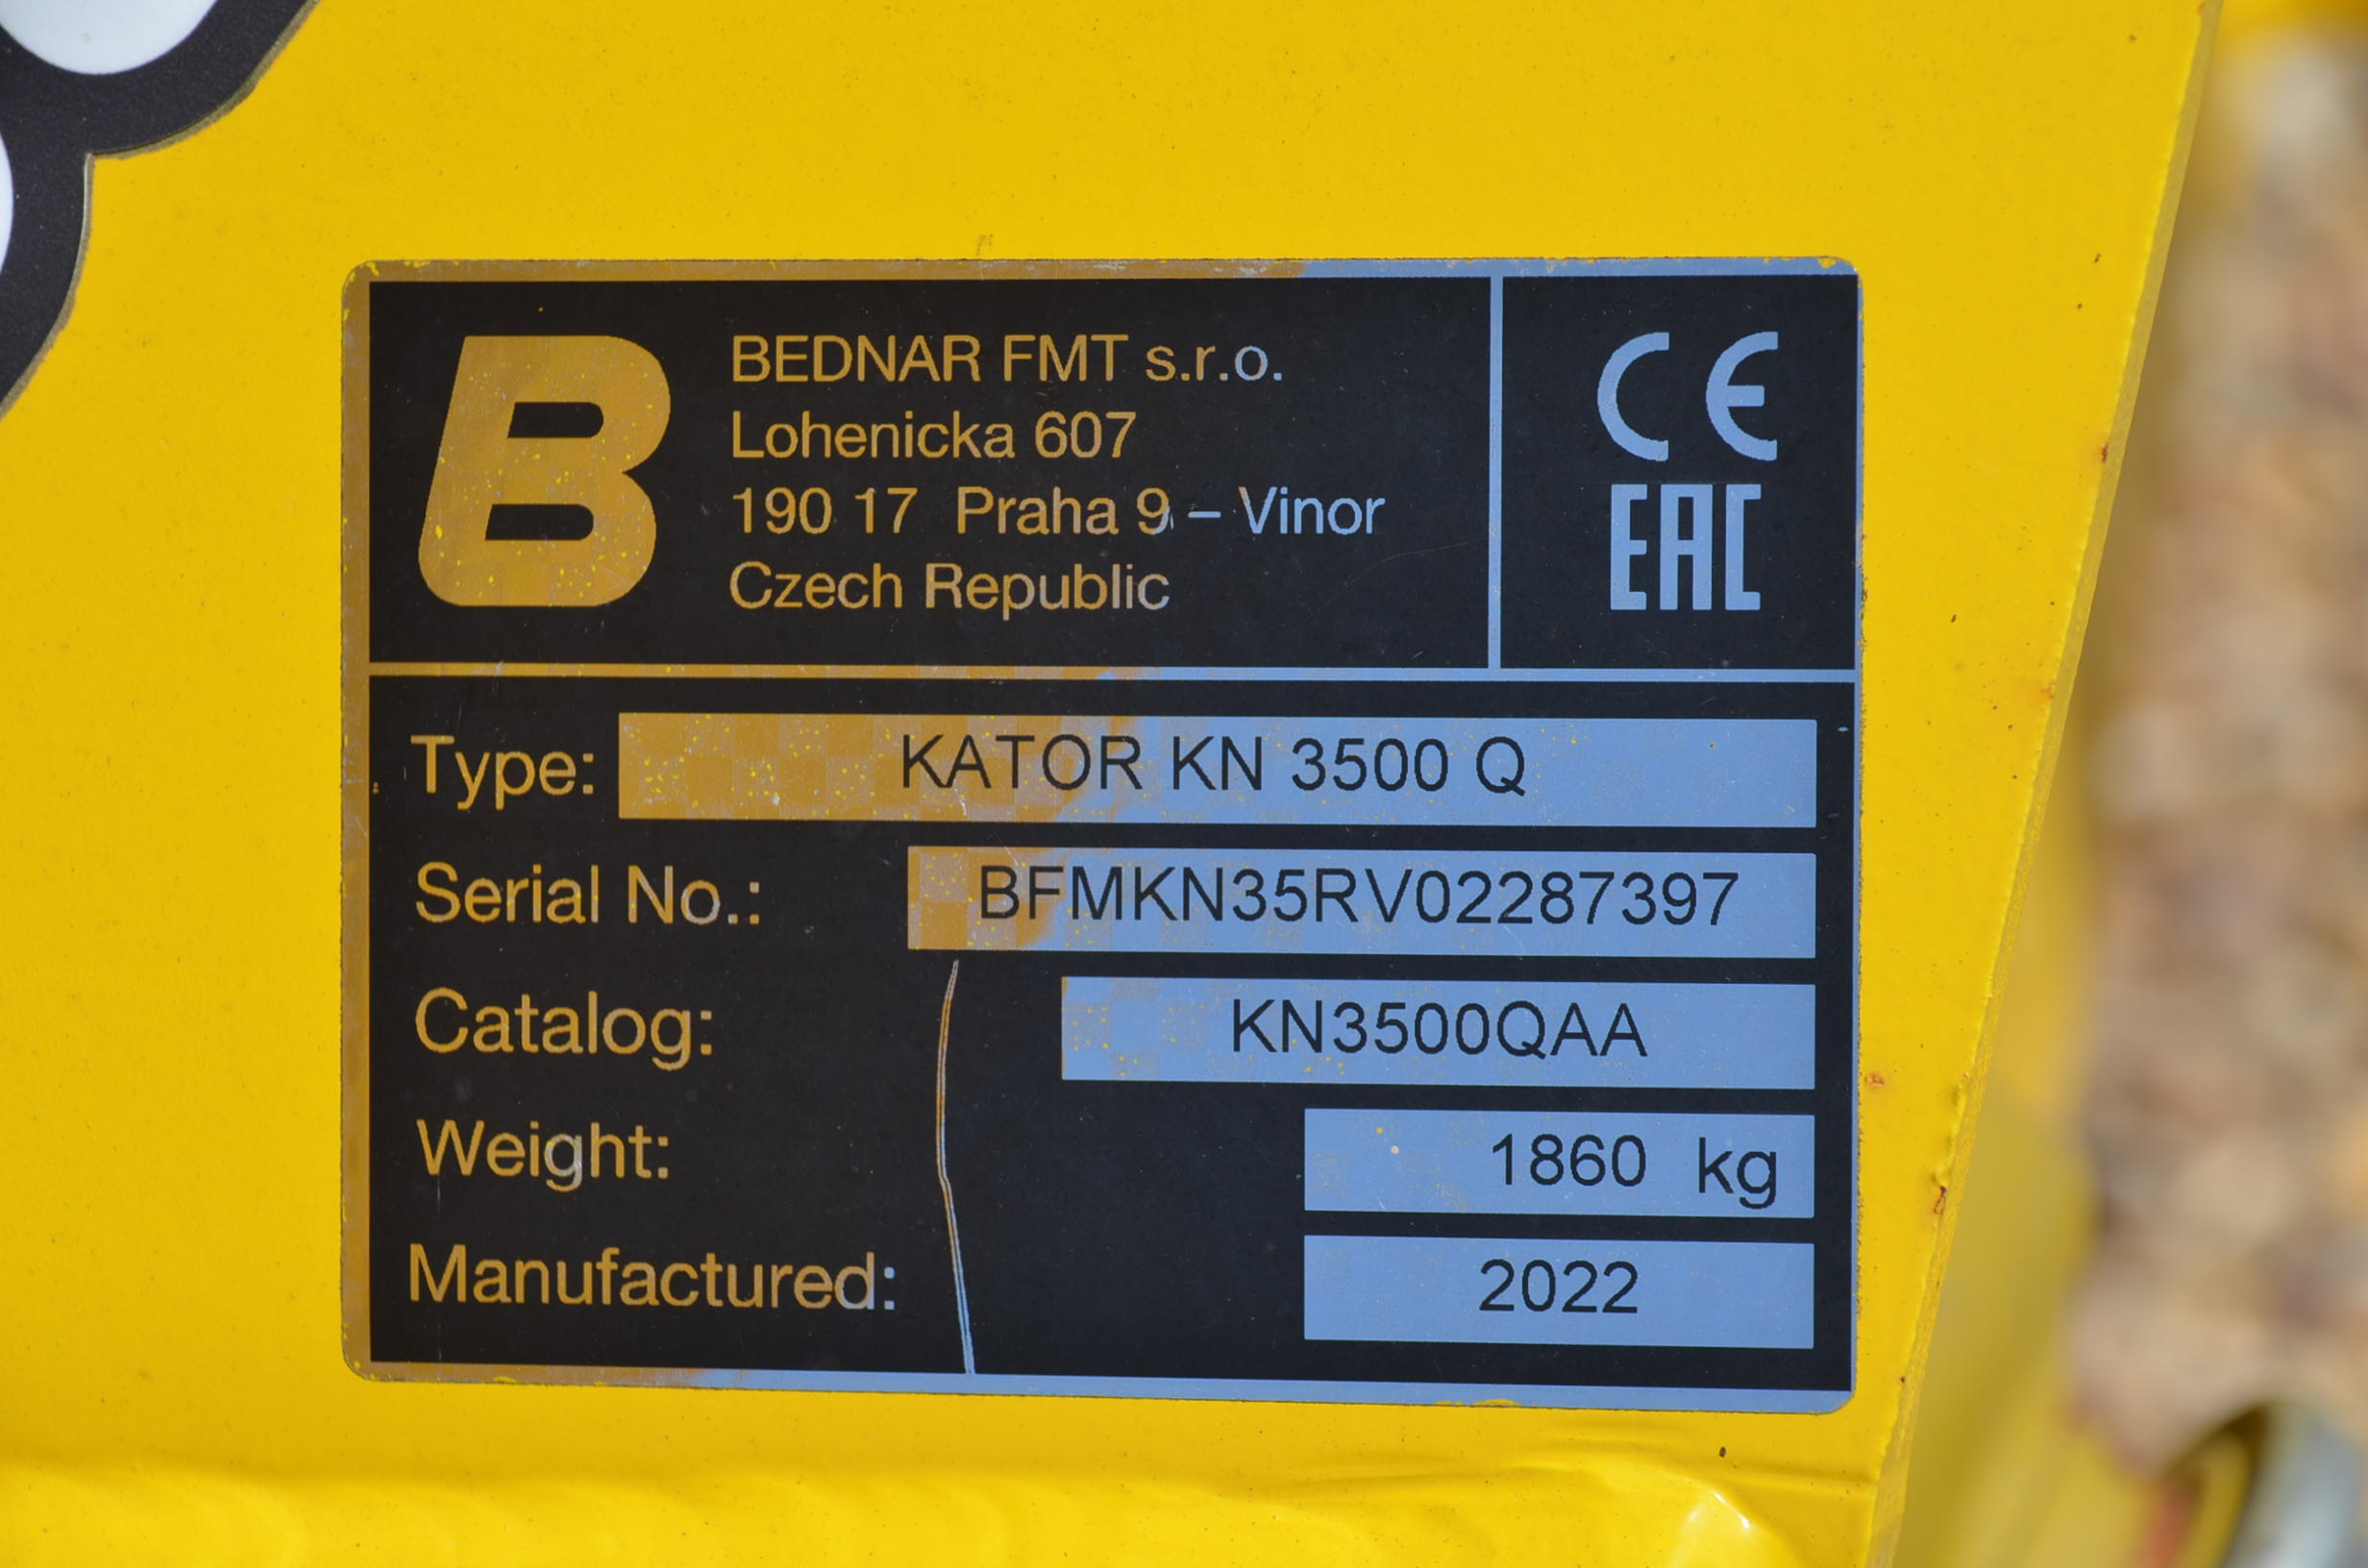 B
BEDNAR FMT s.r.o.
Lohenicka 607
190 17 Praha 9 – Vinor
Czech Republic
CE
EAC
Type: KATOR KN 3500 Q
Serial No.: BFMKN35RV02287397
Catalog: KN3500QAA
Weight: 1860 kg
Manufactured: 2022